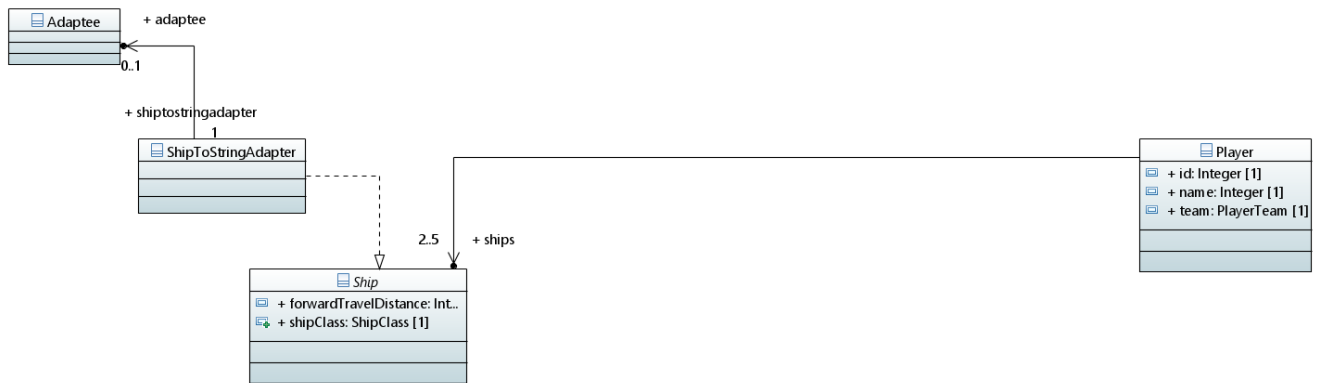 Adaptee
+ adaptee
0..1
+ shiptostringadapter
1
ShipToStringAdapter
Player
+ id: Integer [1]
+ name: Integer [1]
+ team: PlayerTeam [1]
2..5
+ ships
Ship
+ forwardTravelDistance: Int...
+ shipClass: ShipClass [1]